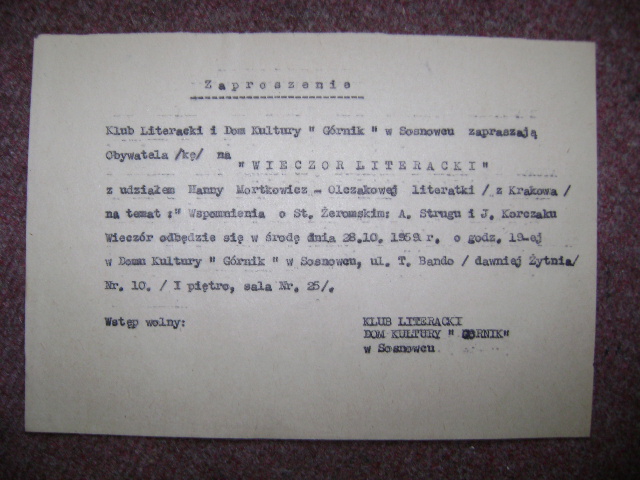 Zaproszenie
Klub Literacki i Dom Kultury " Górnik " w Sosnowcu zapraszają
Obywatela /kę/ na
" WIECZOR LITERACKI "
z udziałem Hanny Mortkowicz - Olczakowej literatki / z Krakowa /
na temat :" Wspomnienia o St. Żeromskim: A. Strugu i J. Korczaku
Wieczór odbędzie się w środę dnia 28.10. 1959 r. o godz. 19-ej
w Domu Kultury " Górnik " w Sosnowcu, ul. T. Bando / dawniej Żytnia/
Nr. 10. / I piętro, sala Nr. 25/.
Wstęp wolny:
KLUB LITERACKI
DOM KULTURY " GORNIK"
w Sosnowcu